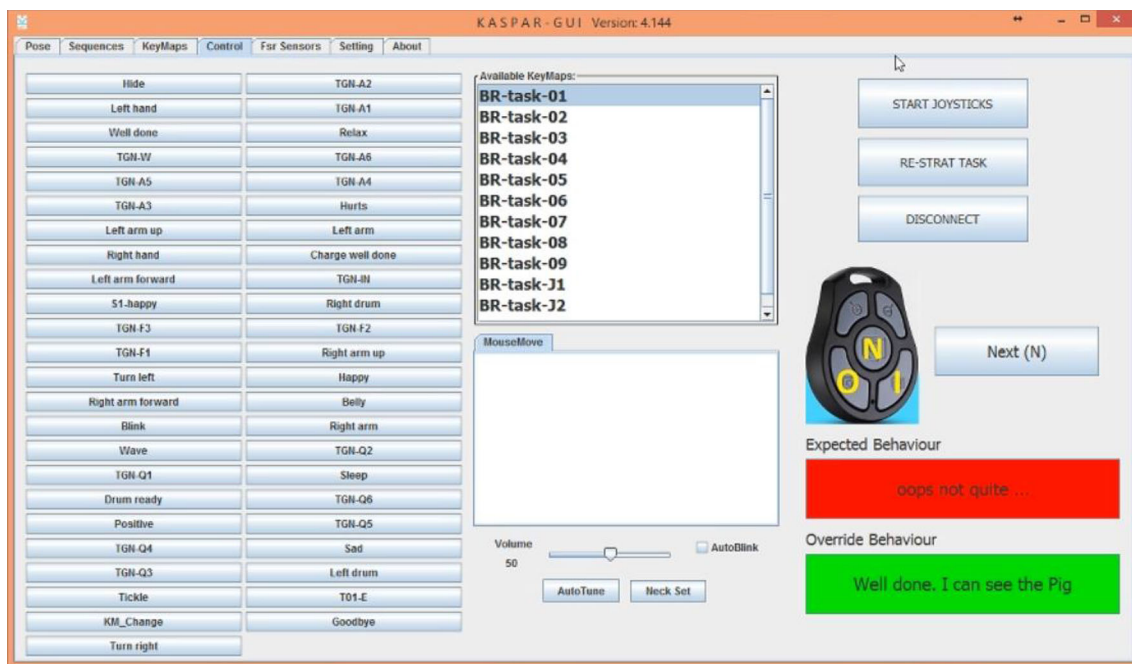 KASPAR-GUI Version: 4.144
Pose Sequences KeyMaps Control Fsr Sensors Setting About
Hide
Left hand
Well done
TGN-W
TGN-A5
TGN-A3
Left arm up
Right hand
Left arm forward
S1-happy
TGN-F3
TGN-F1
Turn left
Right arm forward
Blink
Wave
TGN-Q1
Drum ready
Positive
TGN-Q4
TGN-Q3
Tickle
KM_Change
Turn right
TGN-A2
TGN-A1
Relax
TGN-A6
TGN-A4
Hurts
Left arm
Charge well done
TGN-IN
Right drum
TGN-F2
Right arm up
Happy
Belly
Right arm
TGN-Q2
Sleep
TGN-Q6
TGN-Q5
Sad
Left drum
T01-E
Goodbye
Available KeyMaps:
BR-task-01
BR-task-02
BR-task-03
BR-task-04
BR-task-05
BR-task-06
BR-task-07
BR-task-08
BR-task-09
BR-task-J1
BR-task-J2
MouseMove
Volume
50
AutoBlink
AutoTune
Neck Set
START JOYSTICKS
RE-STRAT TASK
DISCONNECT
N
O I
Next (N)
Expected Behaviour
oops not quite ...
Override Behaviour
Well done. I can see the Pig